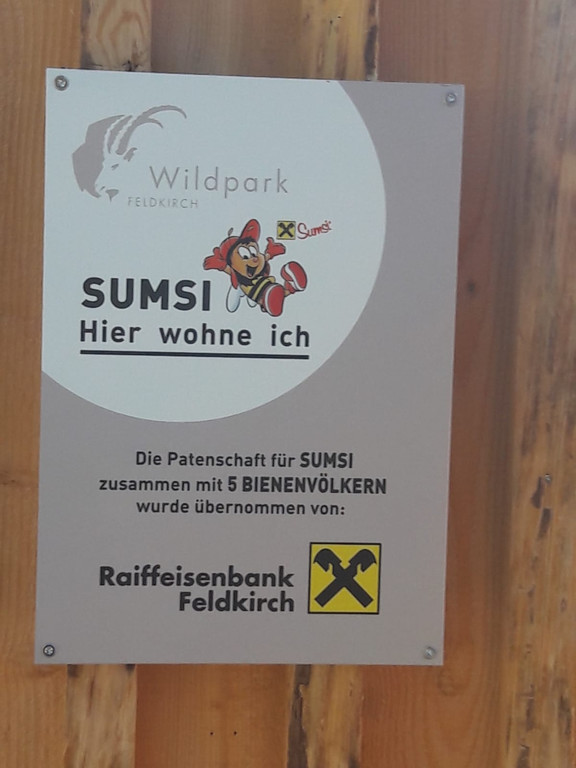 Wildpark
FELDKIRCH
Sumsi
SUMSI
Hier wohne ich
Die Patenschaft für SUMSI
zusammen mit 5 BIENENVÖLKERN
wurde übernommen von:
Raiffeisenbank
Feldkirch